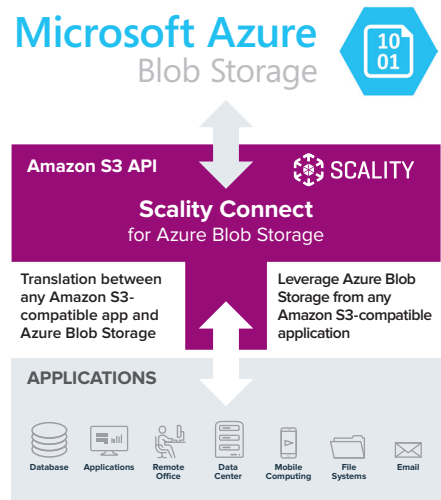 Microsoft Azure
Blob Storage
10
01
Amazon S3 API
SCALITY
Scality Connect
for Azure Blob Storage
Translation between
any Amazon S3-
compatible app and
Azure Blob Storage
Leverage Azure Blob
Storage from any
Amazon S3-compatible
application
APPLICATIONS
Database
Applications
Remote
Office
Data
Center
Mobile
Computing
File
Systems
Email